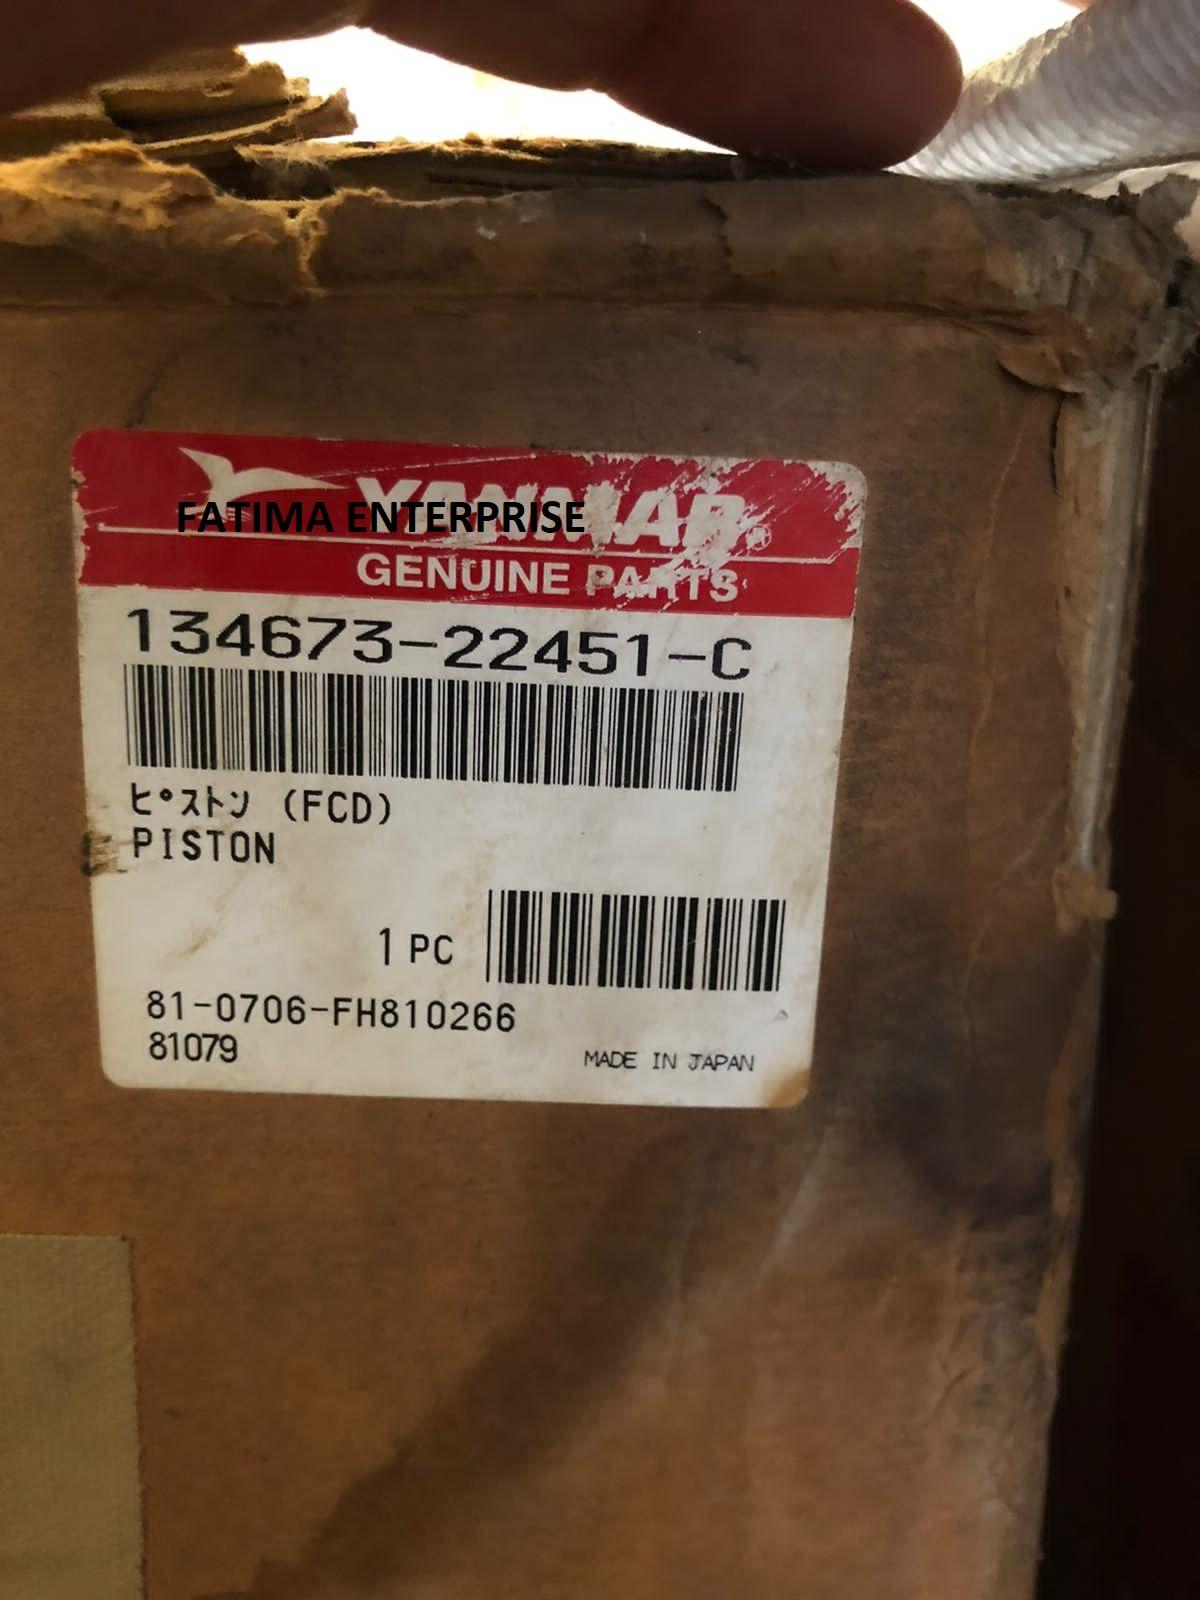 YANMAR®
FATIMA ENTERPRISE
GENUINE PARTS
134673-22451-C
ピストン (FCD)
PISTON
1 PC
81-0706-FH810266
81079
MADE IN JAPAN